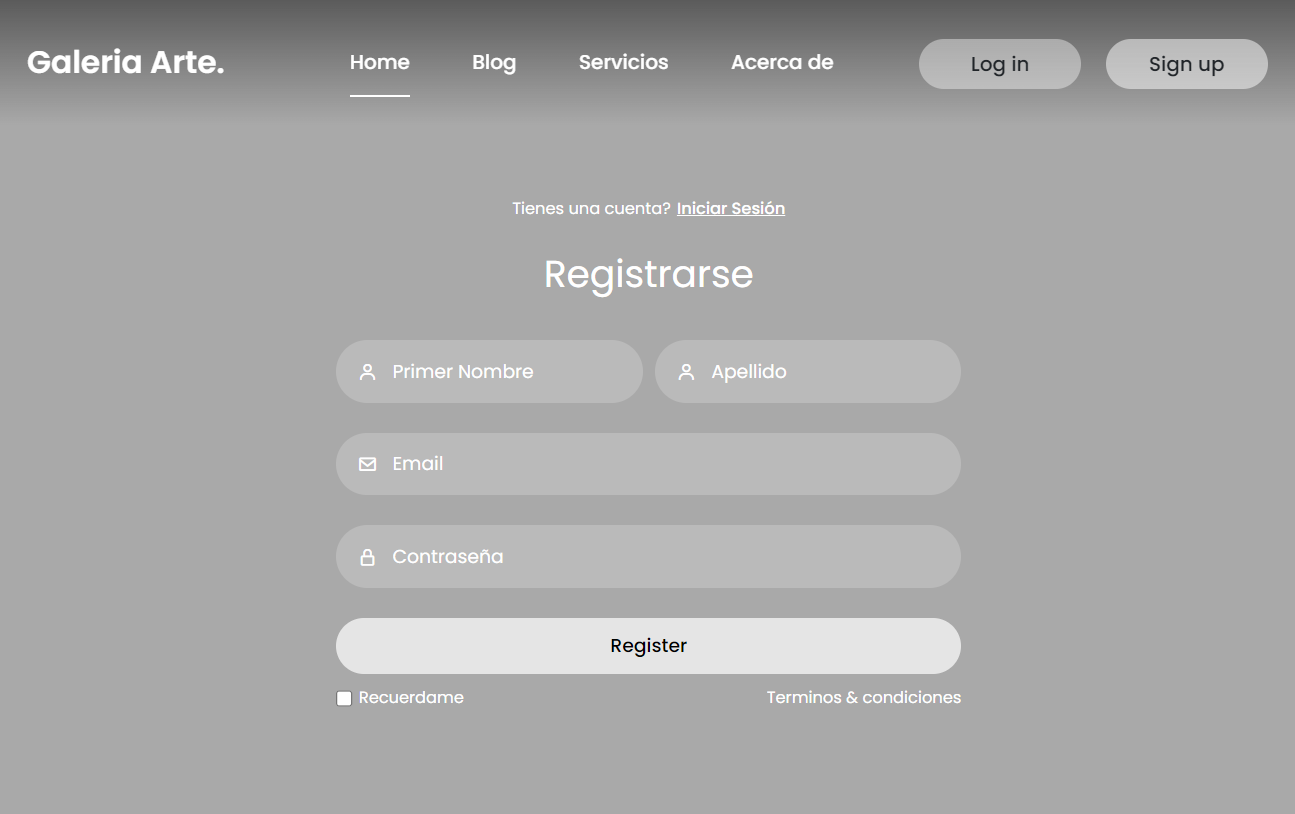 Galeria Arte. Home Blog Servicios Acerca de Log in Sign up
Tienes una cuenta? Iniciar Sesión
Registrarse
Primer Nombre Apellido
Email
Contraseña
Register
Recuerdame Terminos & condiciones